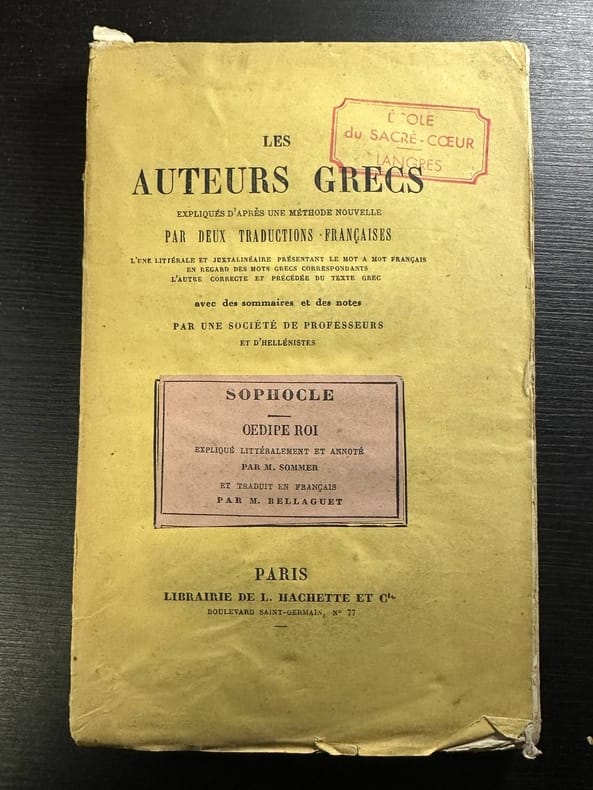 ÉCOLE
du SACRÉ-CŒUR
LANGRES
LES
AUTEURS GRECS
EXPLIQUÉS D'APRÈS UNE MÉTHODE NOUVELLE
PAR DEUX TRADUCTIONS FRANÇAISES
L'UNE LITTÉRALE ET JUXTALINÉAIRE PRÉSENTANT LE MOT A MOT FRANÇAIS
EN REGARD DES MOTS GRECS CORRESPONDANTS
L'AUTRE CORRECTE ET PRÉCÉDÉE DU TEXTE GREC
avec des sommaires et des notes
PAR UNE SOCIÉTÉ DE PROFESSEURS
ET D'HELLÉNISTES
SOPHOCLE
OEDIPE ROI
EXPLIQUÉ LITTÉRALEMENT ET ANNOTÉ
PAR M. SOMMER
ET TRADUIT EN FRANÇAIS
PAR M. BELLAGUET
PARIS
LIBRAIRIE DE L. HACHETTE ET Cie
BOULEVARD SAINT-GERMAIN, Nº 77